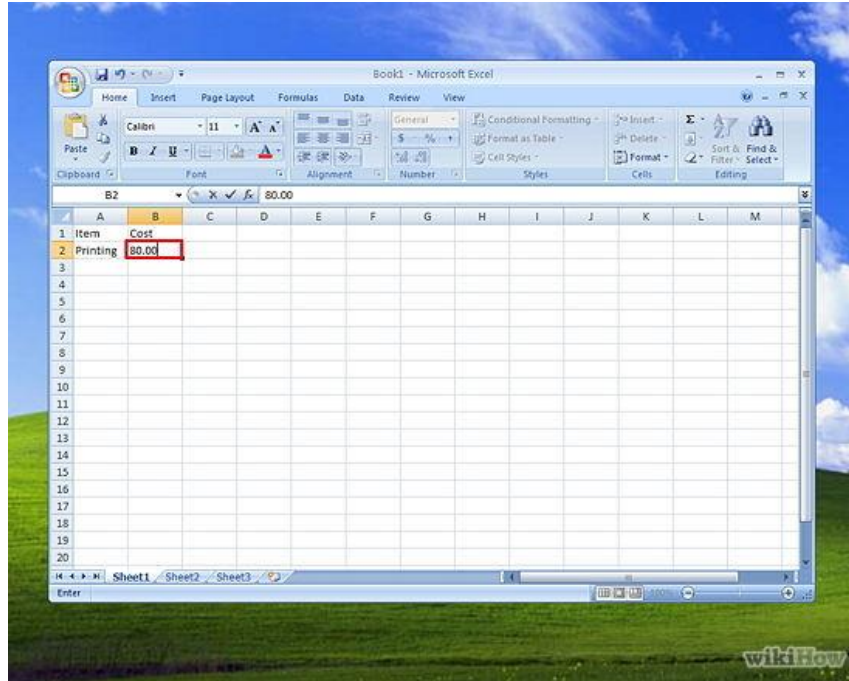 Book1 - Microsoft Excel
Home Insert Page Layout Formulas Data Review View
Calibri 11 A A General Conditional Formatting Insert Σ
Paste B I U A $ % , Format as Table Delete Sort & Find &
Cell Styles Format Filter Select
Clipboard Font Alignment Number Styles Cells Editing
B2 fx 80.00
A B C D E F G H I J K L M
1 Item Cost
2 Printing 80.00
3
4
5
6
7
8
9
10
11
12
13
14
15
16
17
18
19
20
Sheet1 Sheet2 Sheet3
Enter 100%
wikiHow